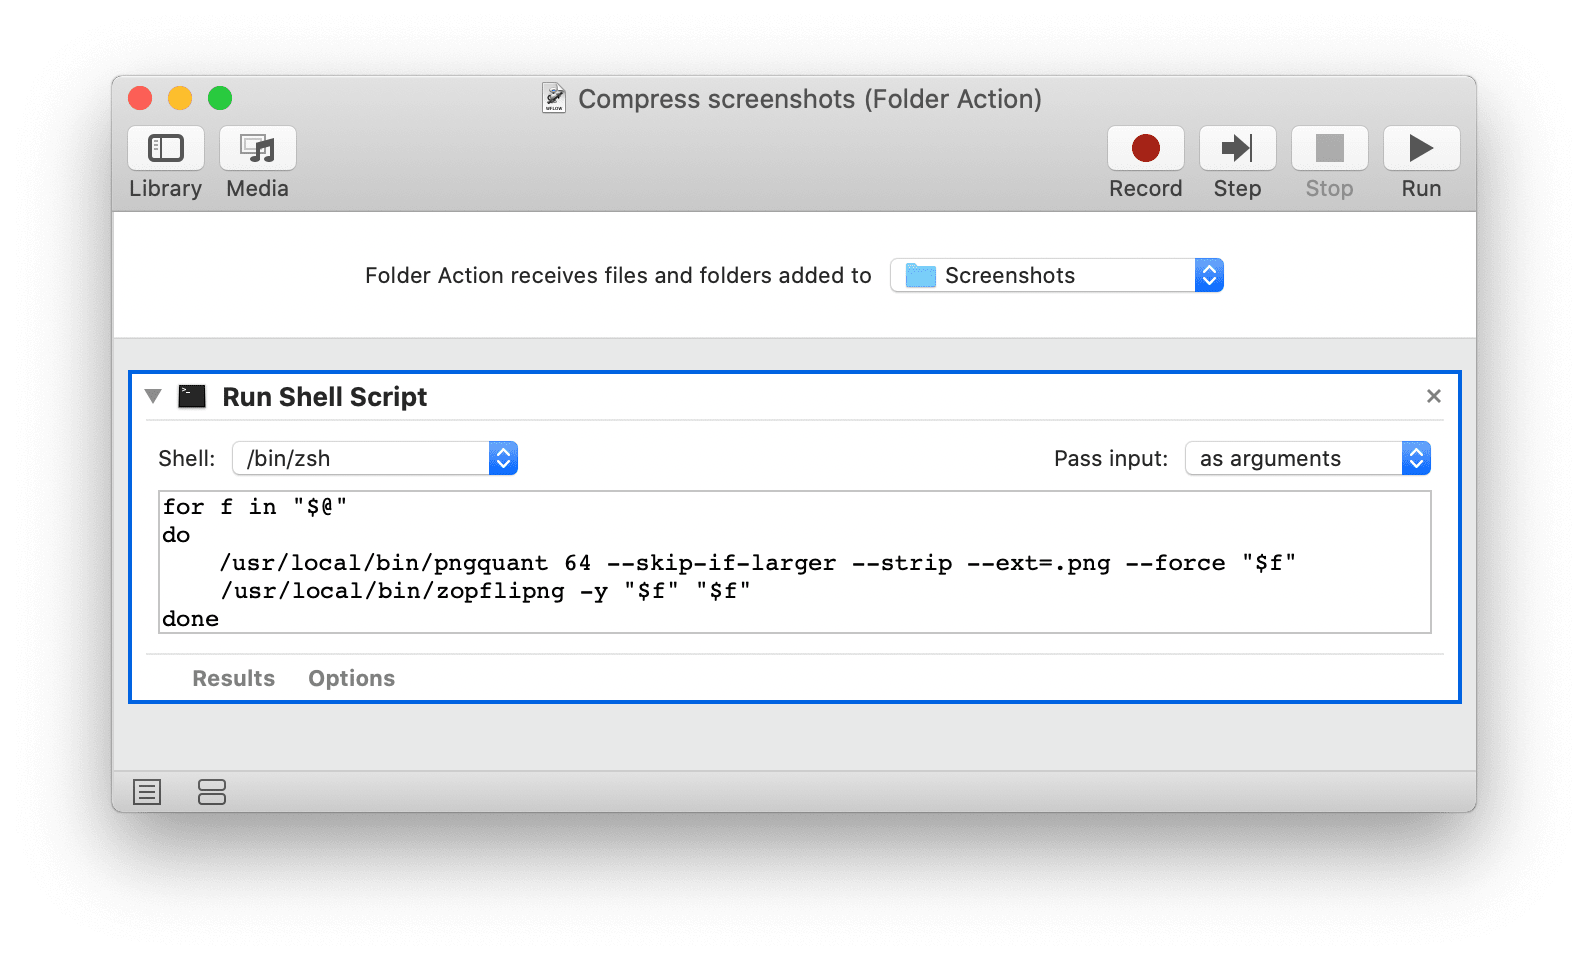 Compress screenshots (Folder Action)
Library Media Record Step Stop Run
Folder Action receives files and folders added to Screenshots
Run Shell Script
Shell: /bin/zsh Pass input: as arguments
for f in "$@"
do
    /usr/local/bin/pngquant 64 --skip-if-larger --strip --ext=.png --force "$f"
    /usr/local/bin/zopflipng -y "$f" "$f"
done
Results Options